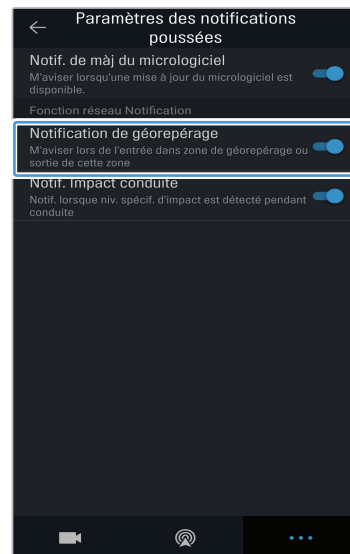 Paramètres des notifications
poussées
Notif. de màj du micrologiciel
M'aviser lorsqu'une mise à jour du micrologiciel est
disponible.
Fonction réseau Notification
Notification de géorepérage
M'aviser lors de l'entrée dans zone de géorepérage ou
sortie de cette zone
Notif. Impact conduite
Notif. lorsque niv. spécif. d'impact est détecté pendant
conduite